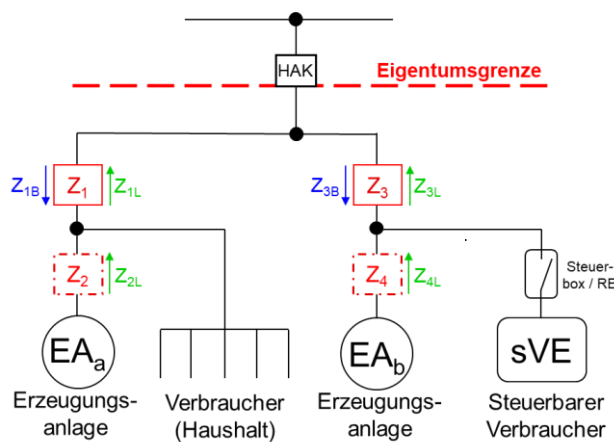 HAK
Eigentumsgrenze
Z1B
Z1
Z1L
Z3B
Z3
Z3L
Z2
Z2L
Z4
Z4L
Steuer-
box / RE
EAa
EAb
sVE
Erzeugungs-
anlage
Verbraucher
(Haushalt)
Erzeugungs-
anlage
Steuerbarer
Verbraucher